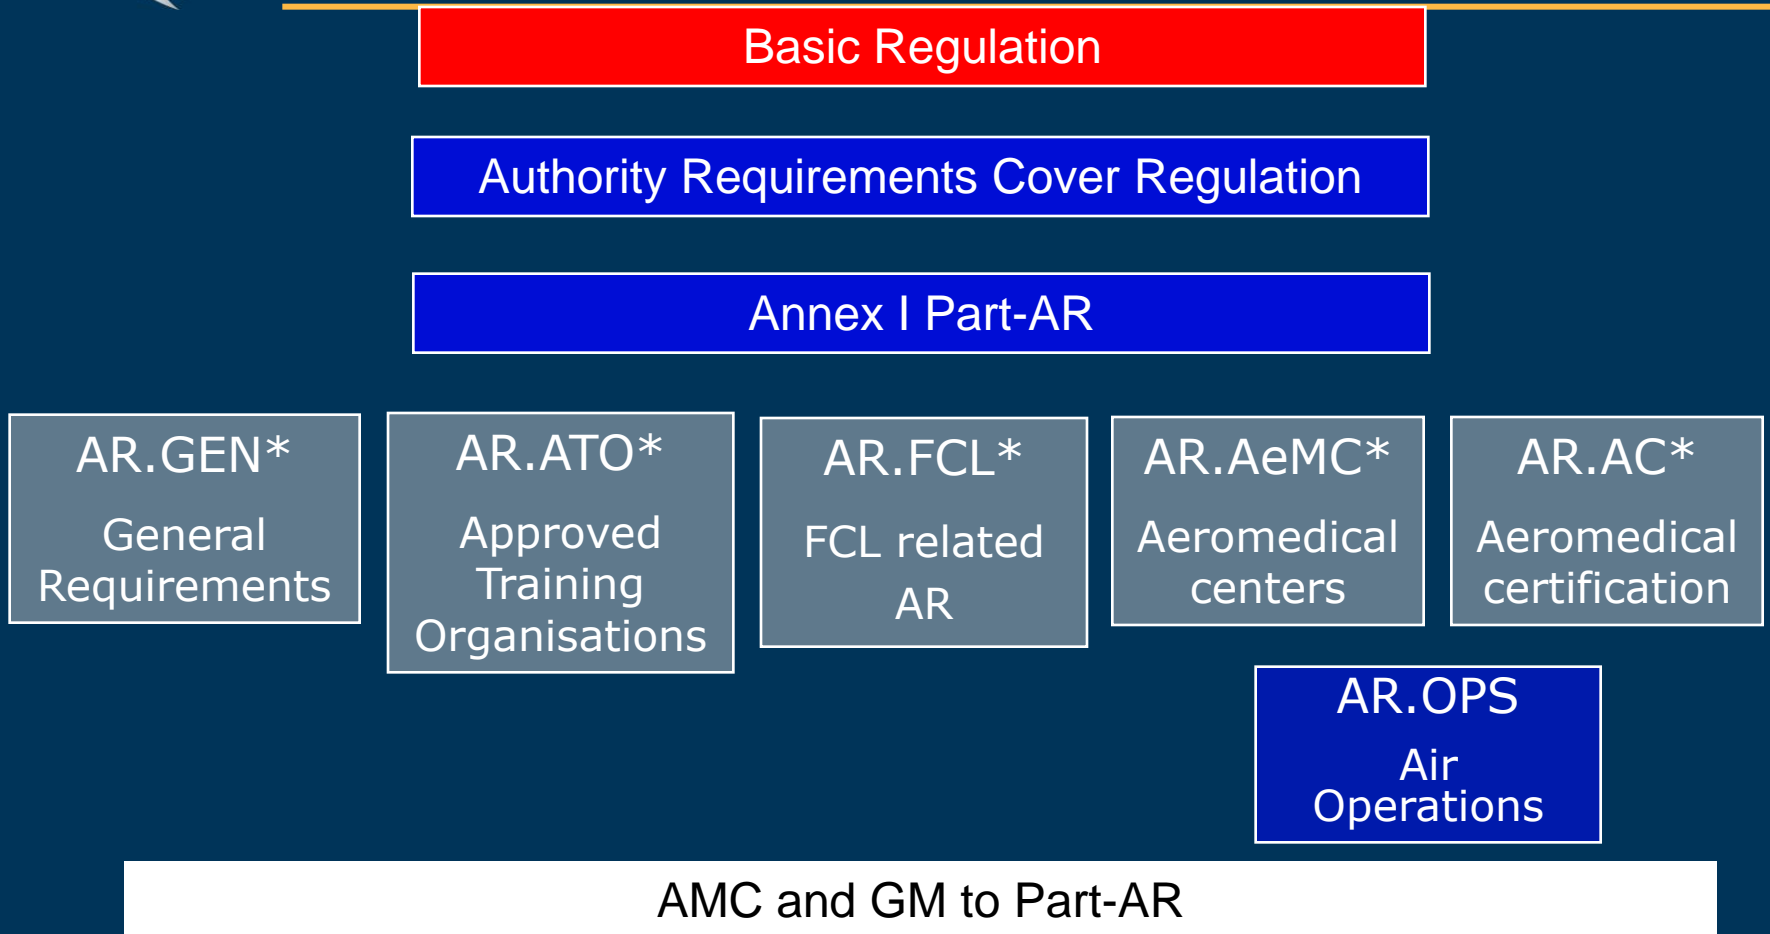 Basic Regulation
Authority Requirements Cover Regulation
Annex I Part-AR
AR.GEN*
General
Requirements
AR.ATO*
Approved
Training
Organisations
AR.FCL*
FCL related
AR
AR.AeMC*
Aeromedical
centers
AR.AC*
Aeromedical
certification
AR.OPS
Air
Operations
AMC and GM to Part-AR